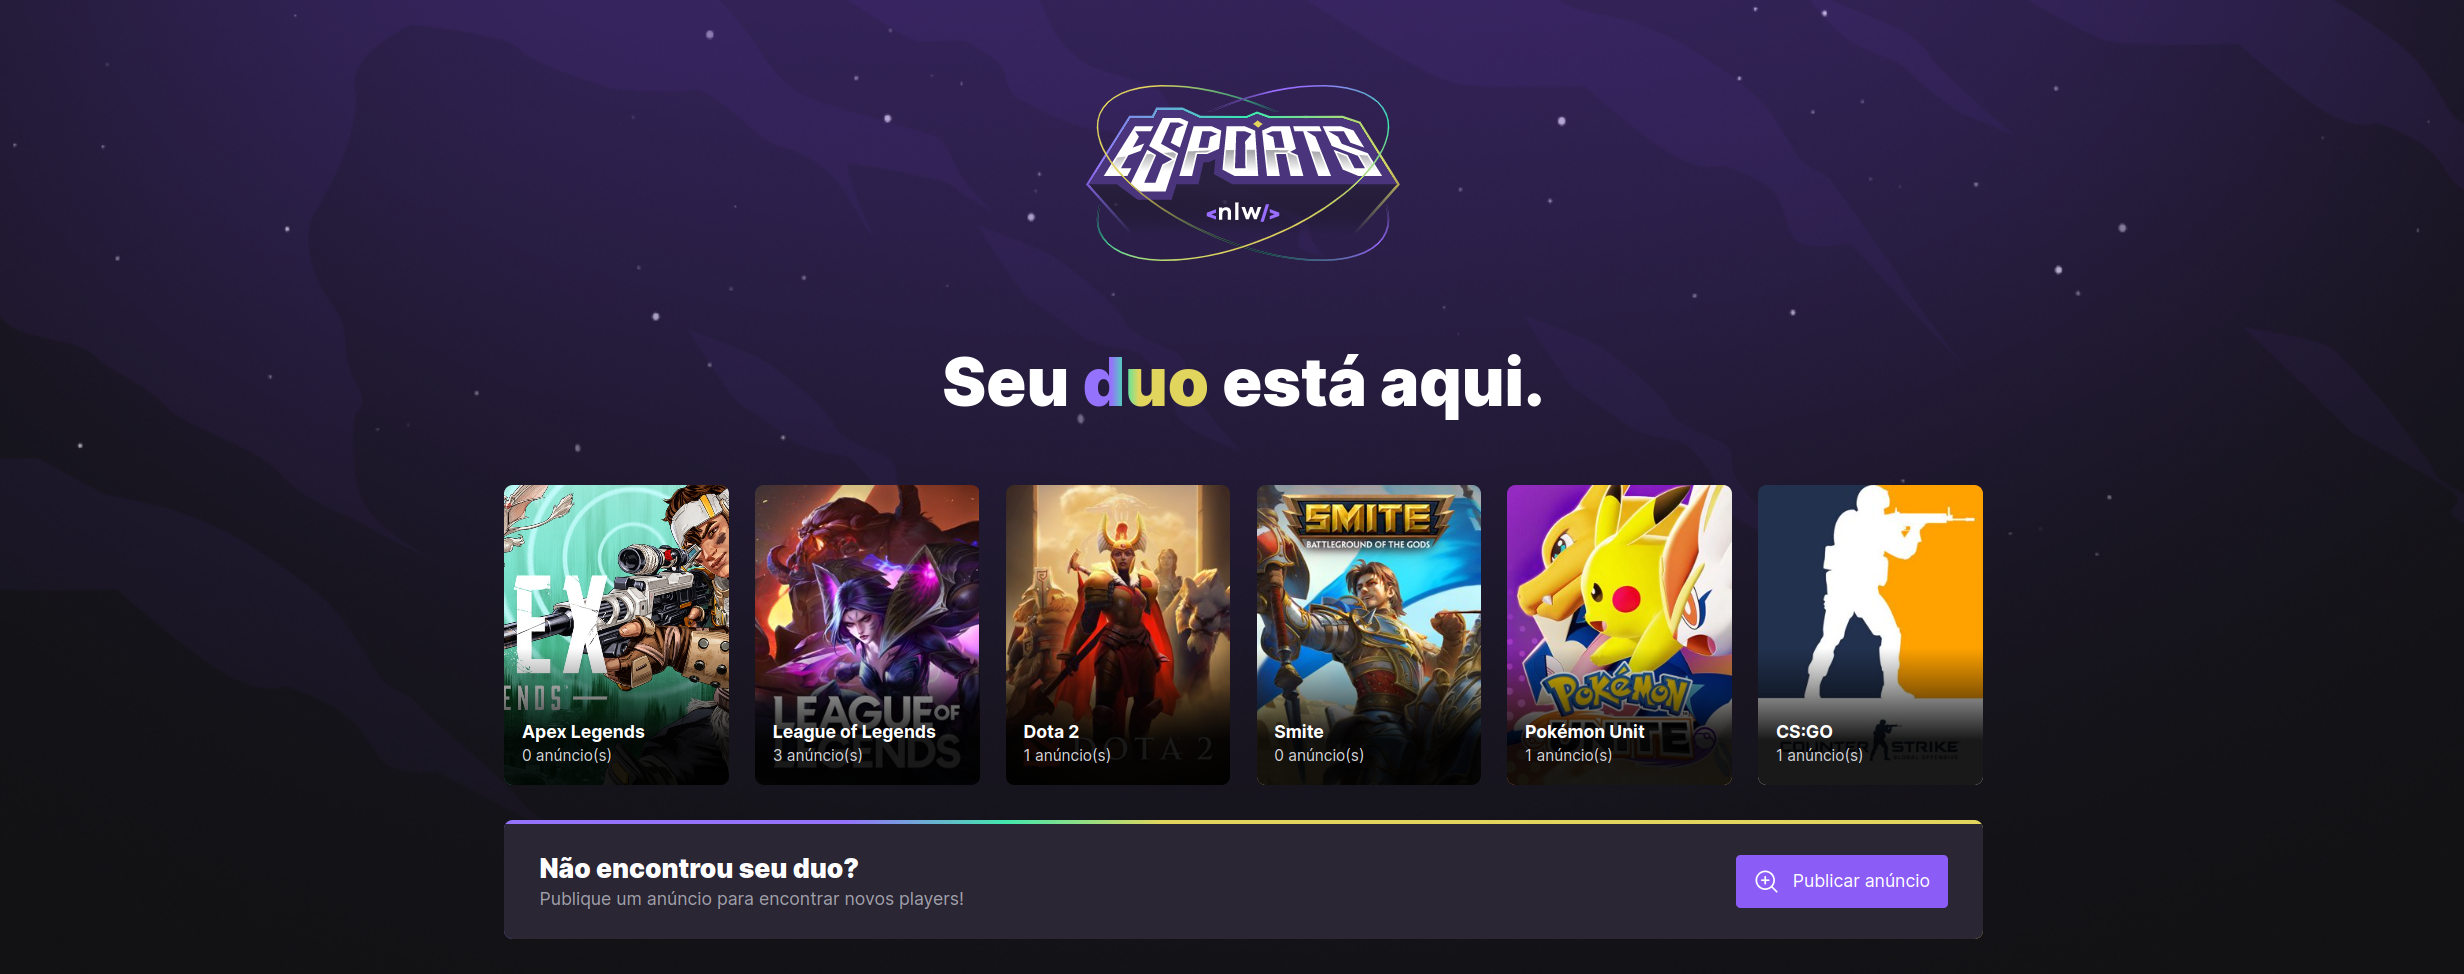 ESPORTS
<nlw/>
Seu duo está aqui.
EX
ENDS
Apex Legends
0 anúncio(s)
LEAGUE OF
LEGENDS
League of Legends
3 anúncio(s)
DOTA 2
Dota 2
1 anúncio(s)
SMITE
BATTLEGROUND OF THE GODS
Smite
0 anúncio(s)
POKÉMON
UNITE
Pokémon Unit
1 anúncio(s)
COUNTER STRIKE
GLOBAL OFFENSIVE
CS:GO
1 anúncio(s)
Não encontrou seu duo?
Publique um anúncio para encontrar novos players!
Publicar anúncio